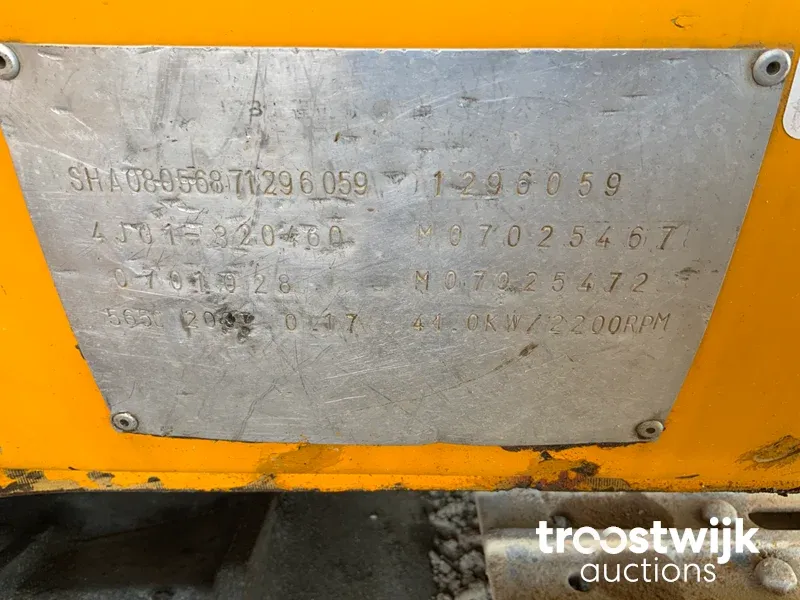 SHA08056871296059 1296059
4J01-320460 M07025467
0701028 M07025472
0.17 41.0KW/2200RPM
troostwijk
auctions